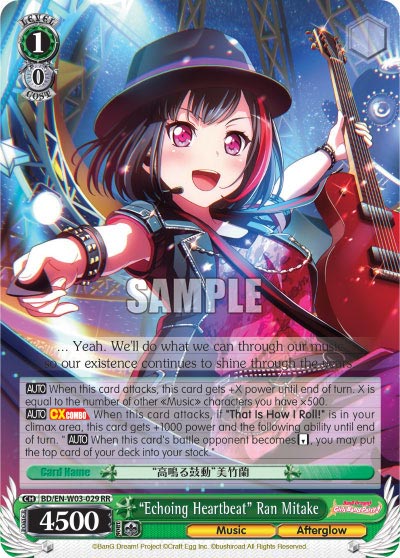 LEVEL
1
0
COST
SAMPLE
… Yeah. We'll do what we can through our music
so our existence continues to shine through the years.
AUTO When this card attacks, this card gets +X power until end of turn. X is
equal to the number of other «Music» characters you have ×500.
AUTO CX COMBO When this card attacks, if "That Is How I Roll!" is in your
climax area, this card gets +1000 power and the following ability until end
of turn. "AUTO When this card's battle opponent becomes , you may put
the top card of your deck into your stock."
Card Name
"高鳴る鼓動"美竹蘭
CH BD/EN-W03-029 RR
"Echoing Heartbeat" Ran Mitake
POWER
4500
Music
Afterglow
©BanG Dream! Project ©Craft Egg Inc. ©bushiroad All Rights Reserved.